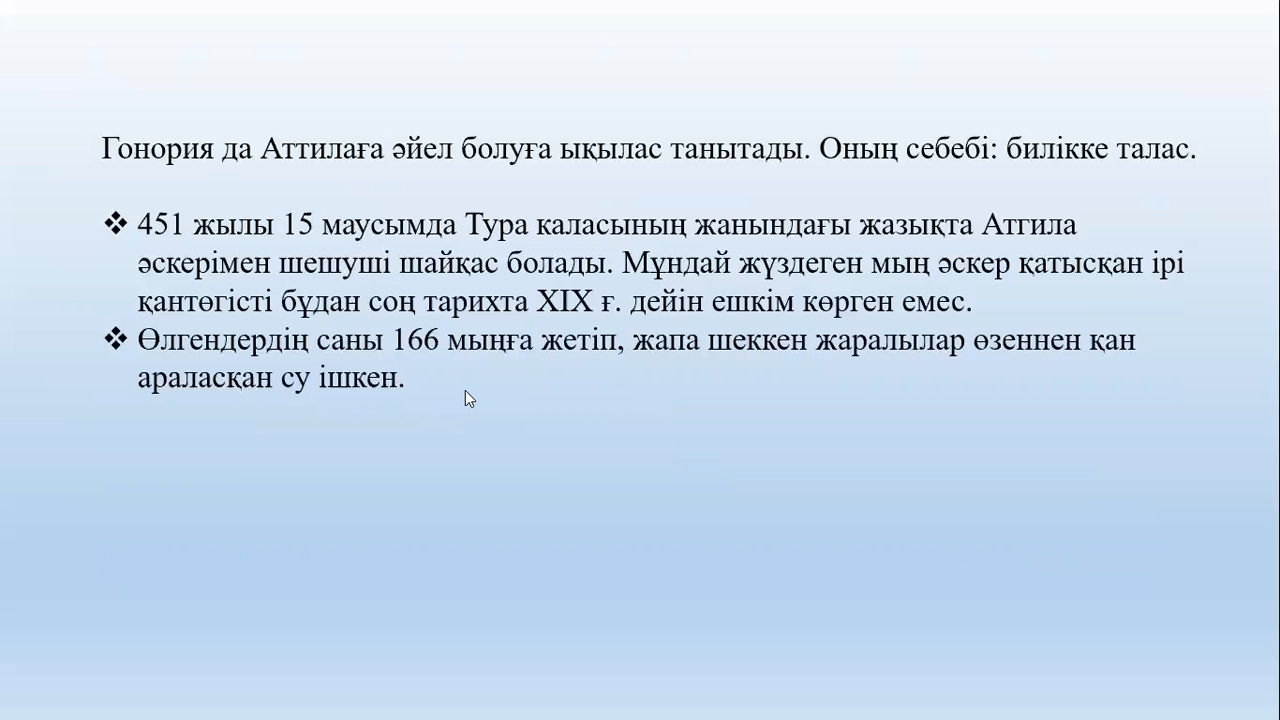 Гонория да Аттилаға әйел болуға ықылас танытады. Оның себебі: билікке талас.
❖ 451 жылы 15 маусымда Тура каласының жанындағы жазықта Атгила
әскерімен шешуші шайқас болады. Мұндай жүздеген мың әскер қатысқан ірі
қантөгісті бұдан соң тарихта XIX ғ. дейін ешкім көрген емес.
❖ Өлгендердің саны 166 мыңға жетіп, жапа шеккен жаралылар өзеннен қан
араласқан су ішкен.